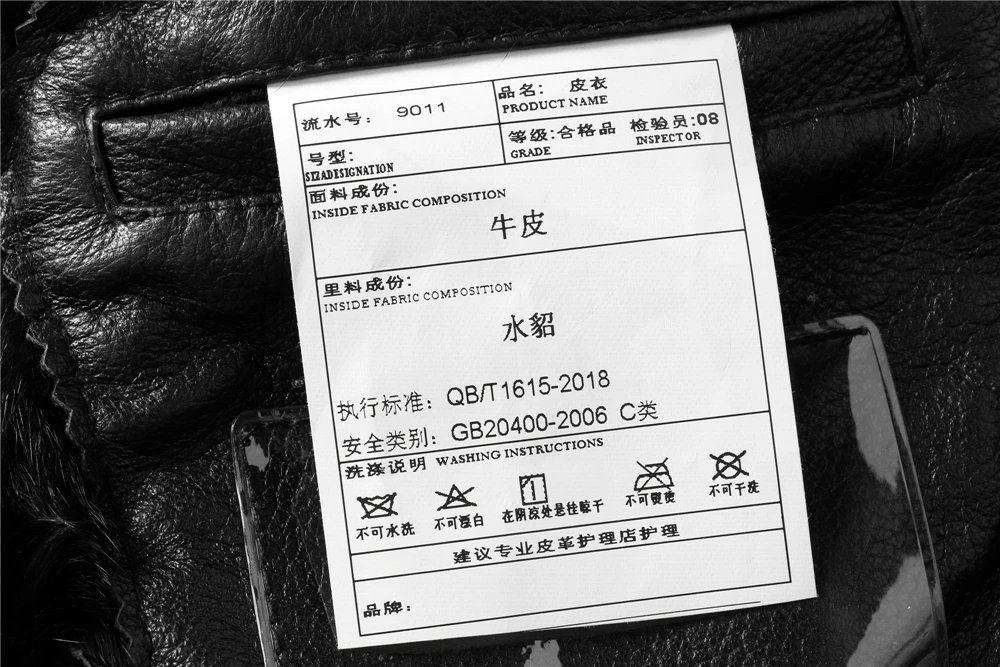 流水号: 9011
品名: 皮衣
PRODUCT NAME
号型:
SIZADESIGNATION
等级:合格品 检验员:08
GRADE INSPECTOR
面料成份:
INSIDE FABRIC COMPOSITION
牛皮
里料成份:
INSIDE FABRIC COMPOSITION
水貂
执行标准: QB/T1615-2018
安全类别: GB20400-2006 C类
洗涤说明 WASHING INSTRUCTIONS
不可水洗 不可漂白 在阴凉处悬挂晾干 不可熨烫 不可干洗
建议专业皮革护理店护理
品牌: